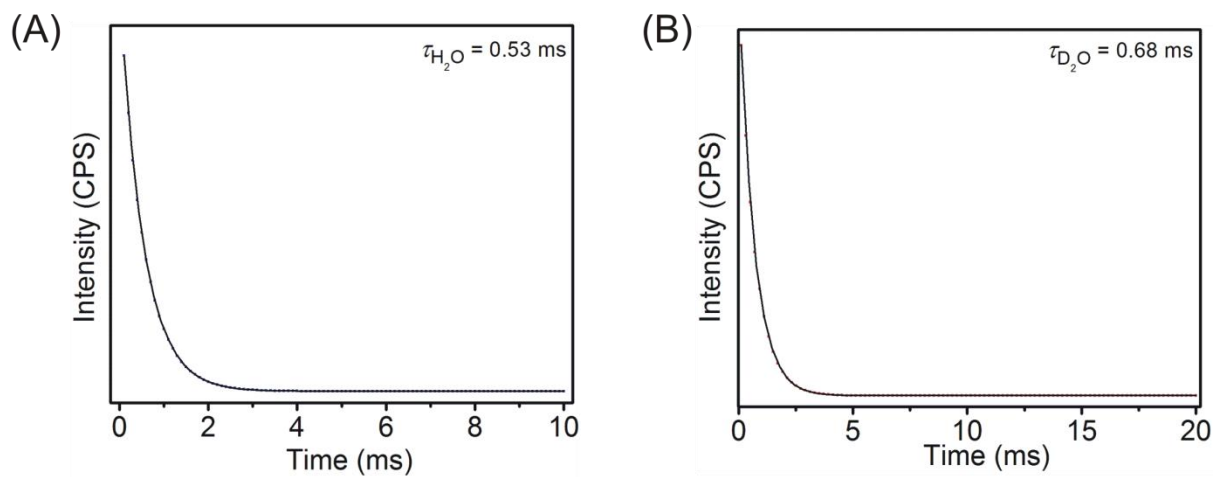 (A)
τH₂O = 0.53 ms
Intensity (CPS)
0 2 4 6 8 10
Time (ms)
(B)
τD₂O = 0.68 ms
Intensity (CPS)
0 5 10 15 20
Time (ms)